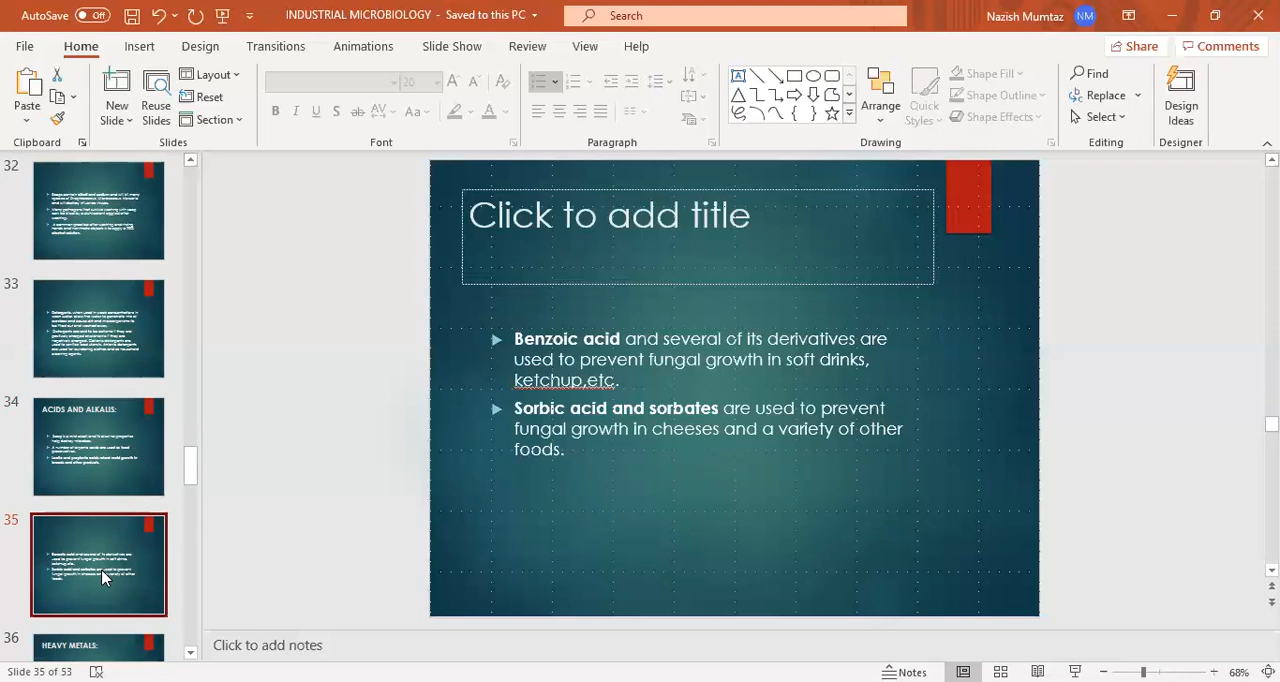 AutoSave Off INDUSTRIAL MICROBIOLOGY - Saved to this PC Search Nazish Mumtaz NM
File Home Insert Design Transitions Animations Slide Show Review View Help Share Comments
Paste New Slide Reuse Slides Layout Reset Section 20 Arrange Quick Styles Shape Fill Shape Outline Shape Effects Find Replace Select Design Ideas
B I U S ab AV Aa A
Clipboard Slides Font Paragraph Drawing Editing Designer
32
33
34
ACIDS AND ALKALIS:
35
36
HEAVY METALS:
Click to add title
Benzoic acid and several of its derivatives are
used to prevent fungal growth in soft drinks,
ketchup,etc.
Sorbic acid and sorbates are used to prevent
fungal growth in cheeses and a variety of other
foods.
Click to add notes
Slide 35 of 53 Notes 68%